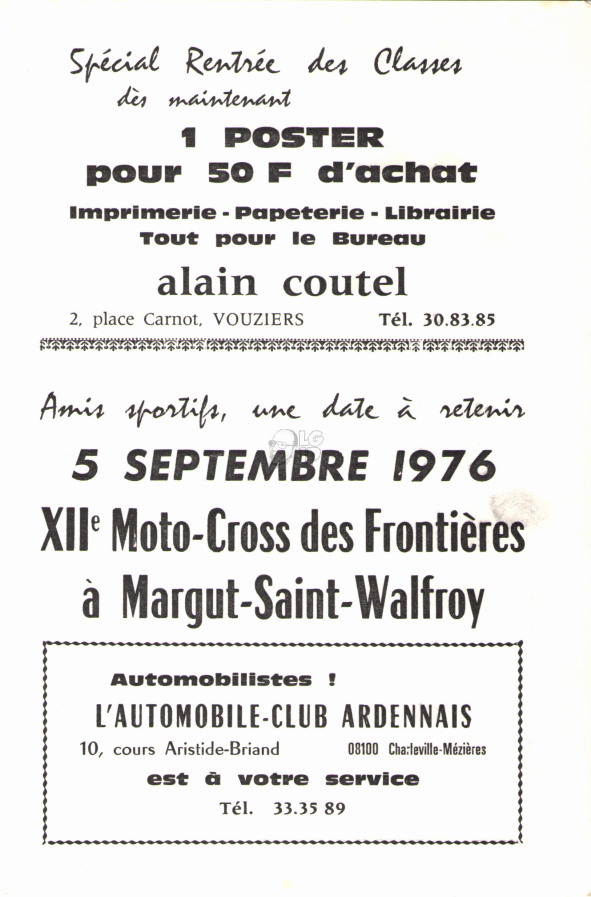 Spécial Rentrée des Classes
dès maintenant
1 POSTER
pour 50 F d'achat
Imprimerie - Papeterie - Librairie
Tout pour le Bureau
alain coutel
2, place Carnot, VOUZIERS Tél. 30.83.85
Amis sportifs, une date à retenir
5 SEPTEMBRE 1976
XIIe Moto-Cross des Frontières
à Margut-Saint-Walfroy
Automobilistes !
L'AUTOMOBILE-CLUB ARDENNAIS
10, cours Aristide-Briand 08100 Charleville-Mézières
est à votre service
Tél. 33.35 89